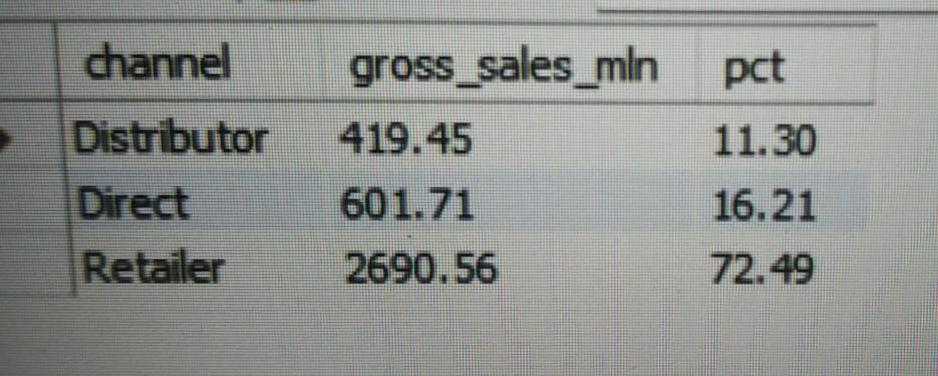 channel gross_sales_mln pct
Distributor 419.45 11.30
Direct 601.71 16.21
Retailer 2690.56 72.49